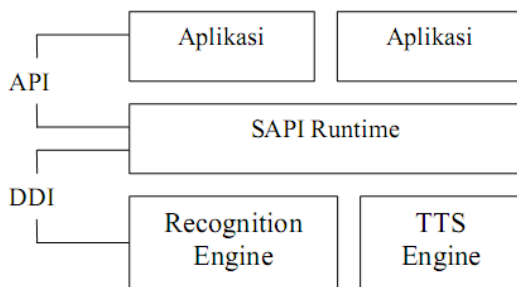 Aplikasi
Aplikasi
API
SAPI Runtime
DDI
Recognition
Engine
TTS
Engine